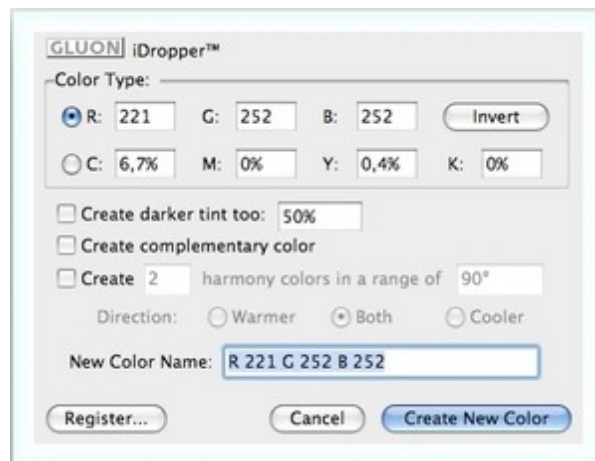 GLUON iDropper™
Color Type:
R: 221 G: 252 B: 252 Invert
C: 6,7% M: 0% Y: 0,4% K: 0%
Create darker tint too: 50%
Create complementary color
Create 2 harmony colors in a range of 90°
Direction: Warmer Both Cooler
New Color Name: R 221 G 252 B 252
Register... Cancel Create New Color